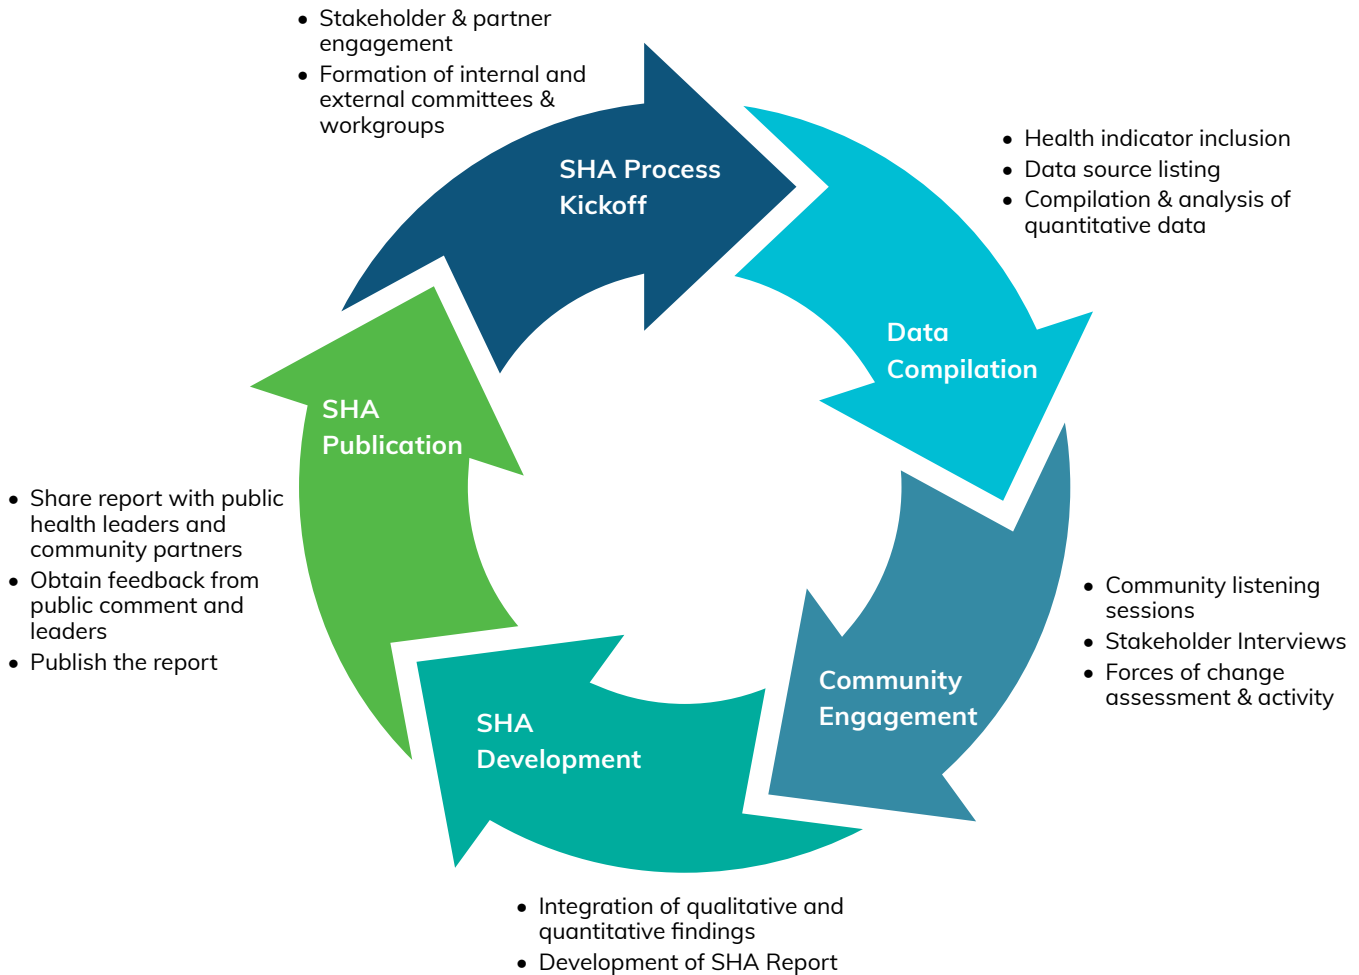 • Stakeholder & partner
engagement
• Formation of internal and
external committees &
workgroups
SHA Process
Kickoff
• Health indicator inclusion
• Data source listing
• Compilation & analysis of
quantitative data
Data
Compilation
• Community listening
sessions
• Stakeholder Interviews
• Forces of change
assessment & activity
Community
Engagement
SHA
Development
• Integration of qualitative and
quantitative findings
• Development of SHA Report
SHA
Publication
• Share report with public
health leaders and
community partners
• Obtain feedback from
public comment and
leaders
• Publish the report